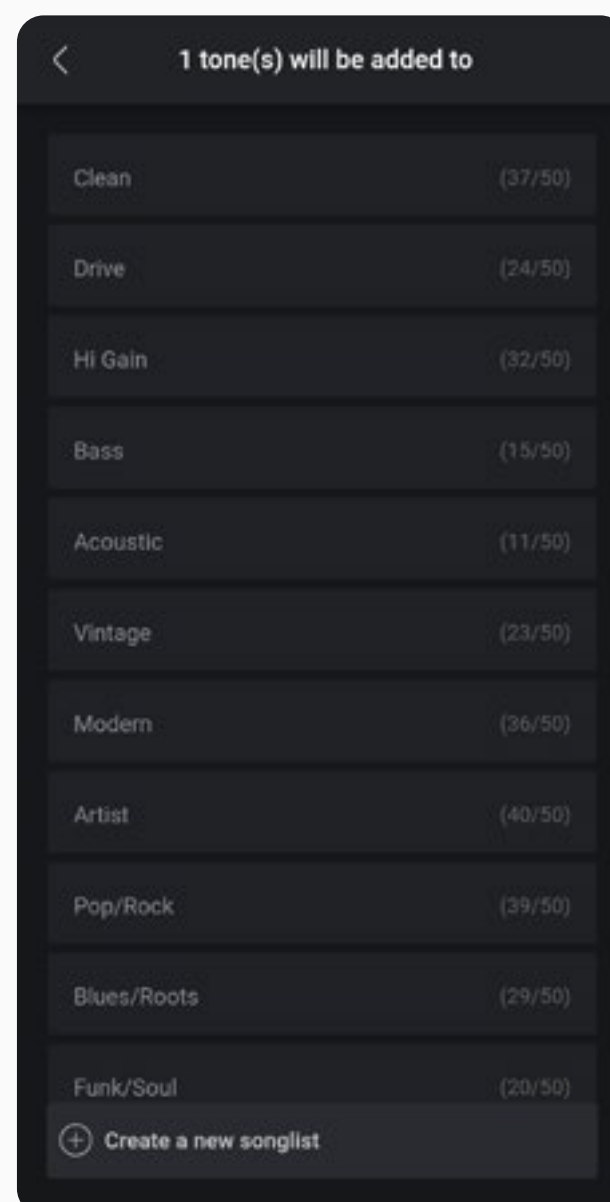 1 tone(s) will be added to
Clean (37/50)
Drive (24/50)
Hi Gain (32/50)
Bass (15/50)
Acoustic (11/50)
Vintage (23/50)
Modern (36/50)
Artist (40/50)
Pop/Rock (39/50)
Blues/Roots (29/50)
Funk/Soul (20/50)
Create a new songlist